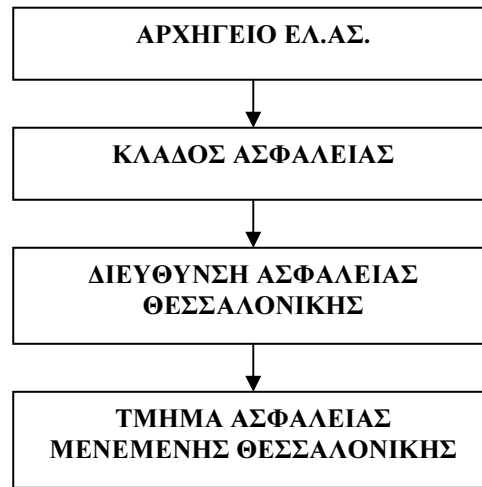 ΑΡΧΗΓΕΙΟ ΕΛ.ΑΣ.
ΚΛΑΔΟΣ ΑΣΦΑΛΕΙΑΣ
ΔΙΕΥΘΥΝΣΗ ΑΣΦΑΛΕΙΑΣ
ΘΕΣΣΑΛΟΝΙΚΗΣ
ΤΜΗΜΑ ΑΣΦΑΛΕΙΑΣ
ΜΕΝΕΜΕΝΗΣ ΘΕΣΣΑΛΟΝΙΚΗΣ